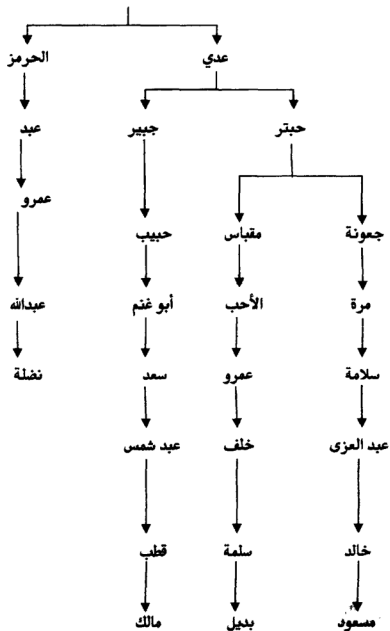 عدي الحرمز
حبتر جبير عبد
عمرو
جعونة مقباس حبيب
مرة الأحب أبو غنم عبدالله
سلامة عمرو سعد نضلة
عبد العزى خلف عبد شمس
خالد سلمة قطب
مسعود بديل مالك